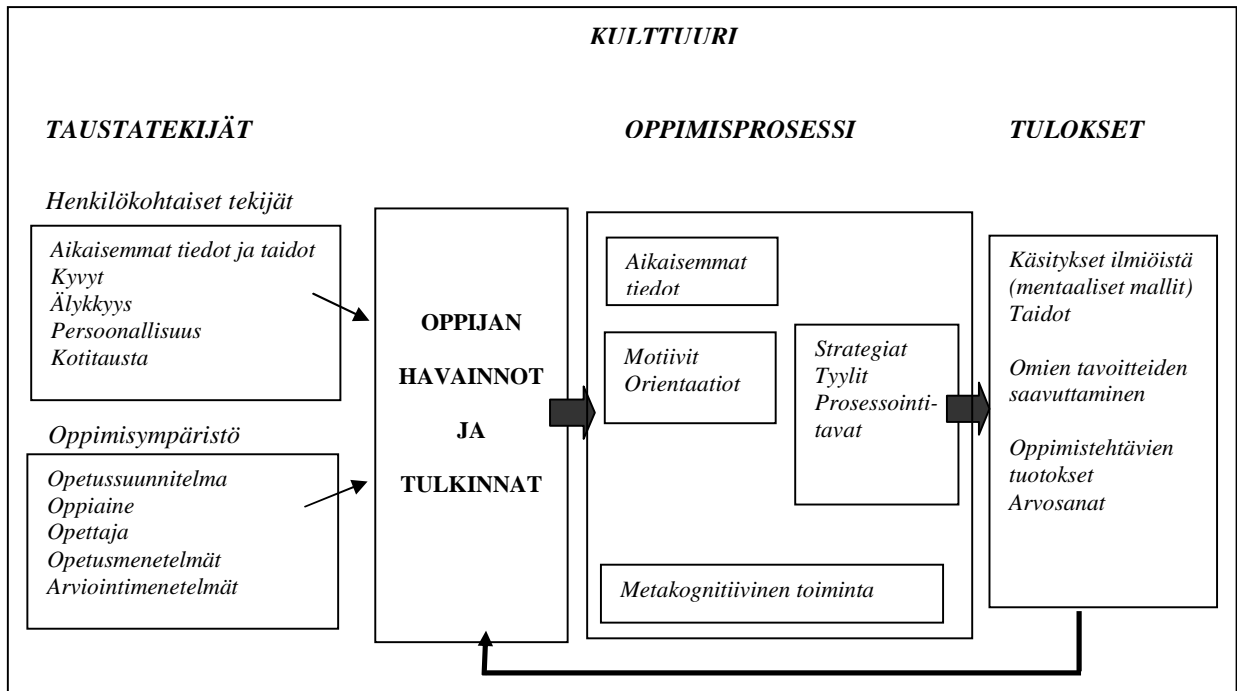 KULTTUURI
TAUSTATEKIJÄT
OPPIMISPROSESSI
TULOKSET
Henkilökohtaiset tekijät
Aikaisemmat tiedot ja taidot
Kyvyt
Älykkyys
Persoonallisuus
Kotitausta
Oppimisympäristö
Opetussuunnitelma
Oppiaine
Opettaja
Opetusmenetelmät
Arviointimenetelmät
OPPIJAN
HAVAINNOT
JA
TULKINNAT
Aikaisemmat
tiedot
Motiivit
Orientaatiot
Strategiat
Tyylit
Prosessointi-
tavat
Metakognitiivinen toiminta
Käsitykset ilmiöistä
(mentaaliset mallit)
Taidot
Omien tavoitteiden
saavuttaminen
Oppimistehtävien
tuotokset
Arvosanat